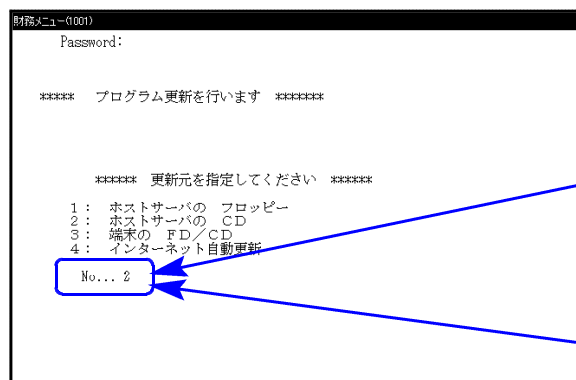 財務メニュー(1001)
Password:
***** プログラム更新を行います *******
****** 更新元を指定してください ******
1： ホストサーバの フロッピー
2： ホストサーバの CD
3： 端末の FD／CD
4： インターネット自動更新
No... 2